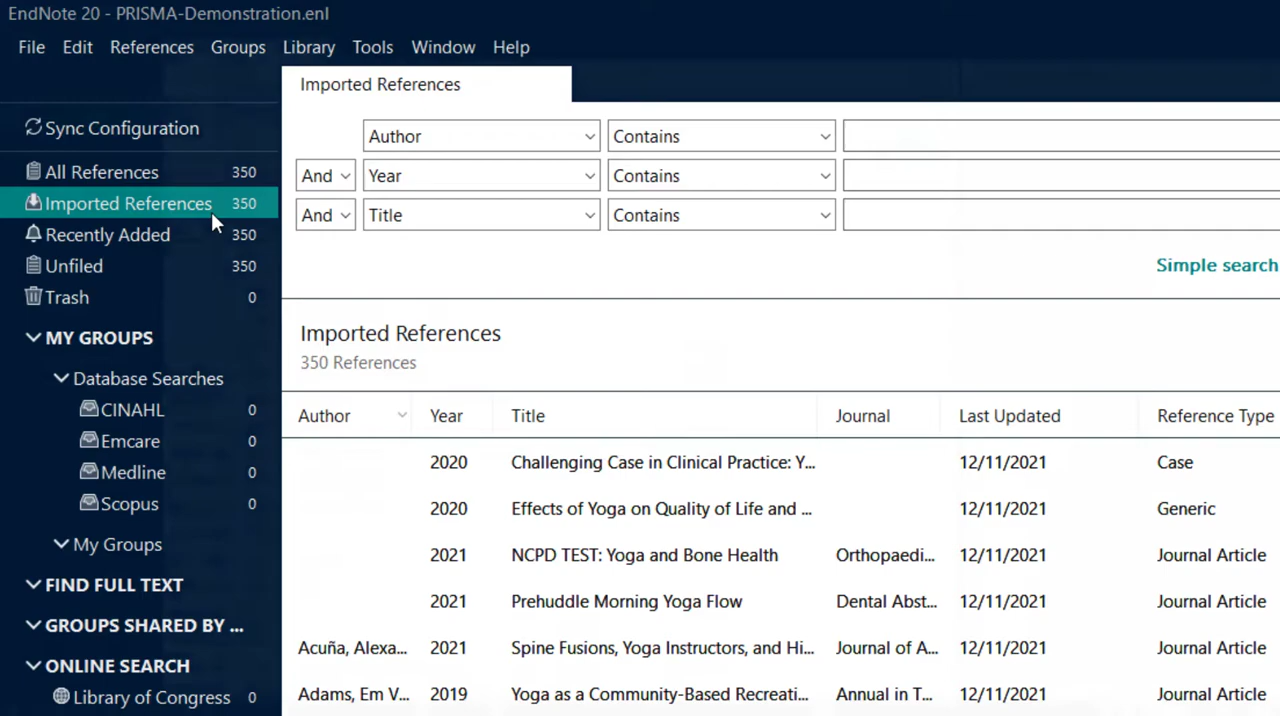 EndNote 20 - PRISMA-Demonstration.enl
File Edit References Groups Library Tools Window Help
Imported References
Sync Configuration
All References 350
Imported References 350
Recently Added 350
Unfiled 350
Trash 0
MY GROUPS
Database Searches
CINAHL 0
Emcare 0
Medline 0
Scopus 0
My Groups
FIND FULL TEXT
GROUPS SHARED BY ...
ONLINE SEARCH
Library of Congress 0
Author Contains
And Year Contains
And Title Contains
Simple search
Imported References
350 References
Author Year Title Journal Last Updated Reference Type
2020 Challenging Case in Clinical Practice: Y... 12/11/2021 Case
2020 Effects of Yoga on Quality of Life and ... 12/11/2021 Generic
2021 NCPD TEST: Yoga and Bone Health Orthopaedi... 12/11/2021 Journal Article
2021 Prehuddle Morning Yoga Flow Dental Abst... 12/11/2021 Journal Article
Acuña, Alexa... 2021 Spine Fusions, Yoga Instructors, and Hi... Journal of A... 12/11/2021 Journal Article
Adams, Em V... 2019 Yoga as a Community-Based Recreati... Annual in T... 12/11/2021 Journal Article